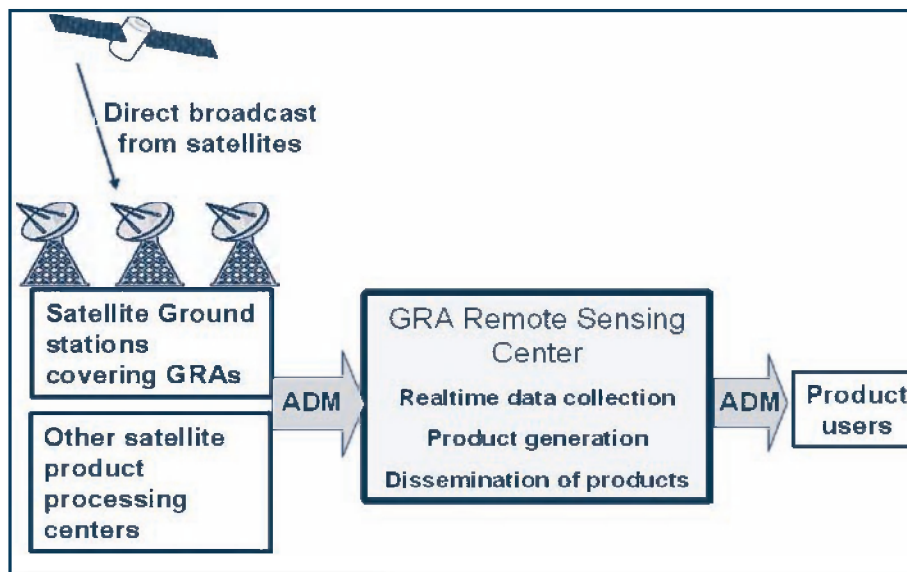 Direct broadcast
from satellites
Satellite Ground
stations
covering GRAs
Other satellite
product
processing
centers
ADM
GRA Remote Sensing
Center
Realtime data collection
Product generation
Dissemination of products
ADM
Product
users